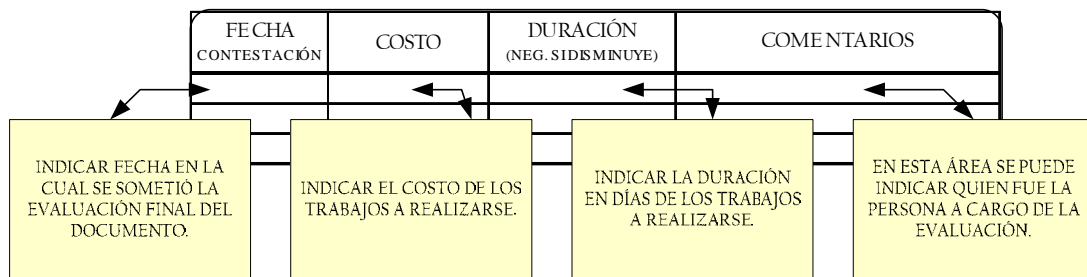 FECHA
CONTESTACIÓN
COSTO
DURACIÓN
(NEG. SI DISMINUYE)
COMENTARIOS
INDICAR FECHA EN LA
CUAL SE SOMETIÓ LA
EVALUACIÓN FINAL DEL
DOCUMENTO.
INDICAR EL COSTO DE LOS
TRABAJOS A REALIZARSE.
INDICAR LA DURACIÓN
EN DÍAS DE LOS TRABAJOS
A REALIZARSE.
EN ESTA ÁREA SE PUEDE
INDICAR QUIEN FUE LA
PERSONA A CARGO DE LA
EVALUACIÓN.